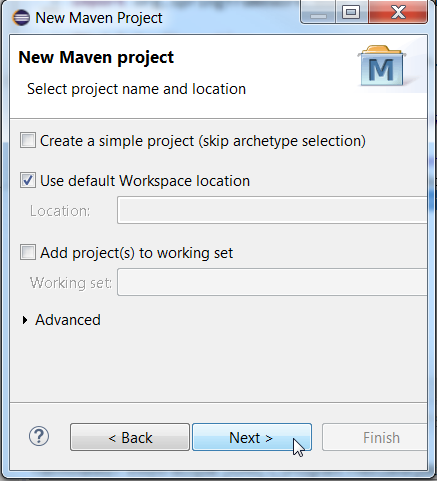 New Maven Project
New Maven project
Select project name and location
M
Create a simple project (skip archetype selection)
Use default Workspace location
Location:
Add project(s) to working set
Working set:
Advanced
?
< Back
Next >
Finish